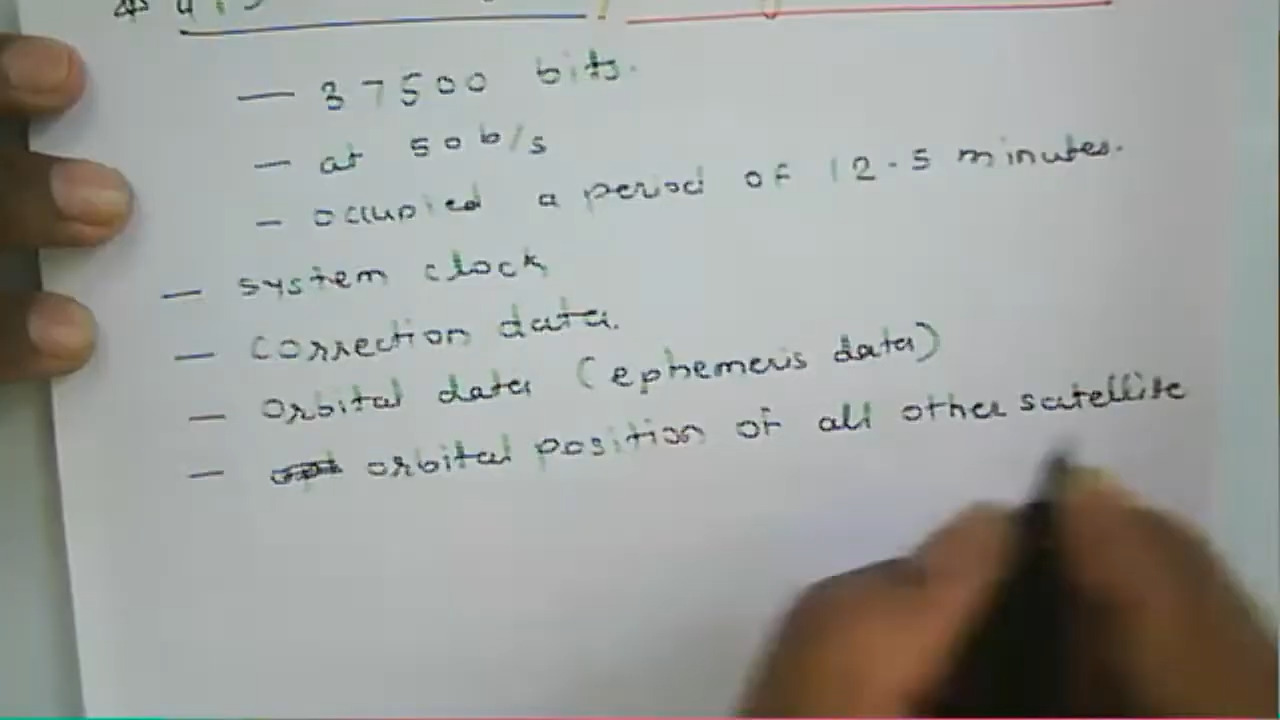 — 37500 bits.
— at 50b/s
- occupied a period of 12.5 minutes.
— system clock
— correction data.
— orbital data (ephemeris data)
— orbital position of all other satellite